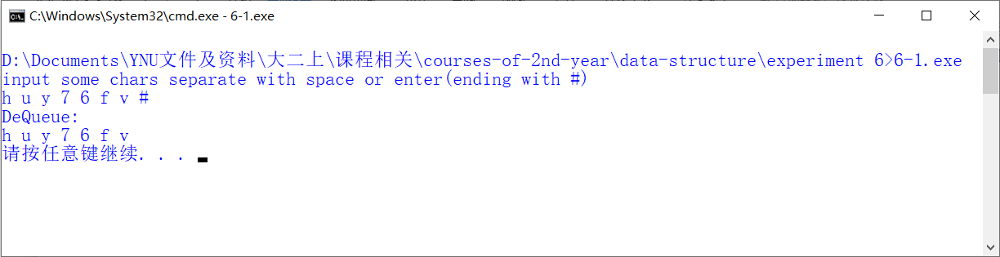 C:\Windows\System32\cmd.exe - 6-1.exe
D:\Documents\YNU文件及资料\大二上\课程相关\courses-of-2nd-year\data-structure\experiment 6>6-1.exe
input some chars separate with space or enter(ending with #)
h u y 7 6 f v #
DeQueue:
h u y 7 6 f v
请按任意键继续. . .